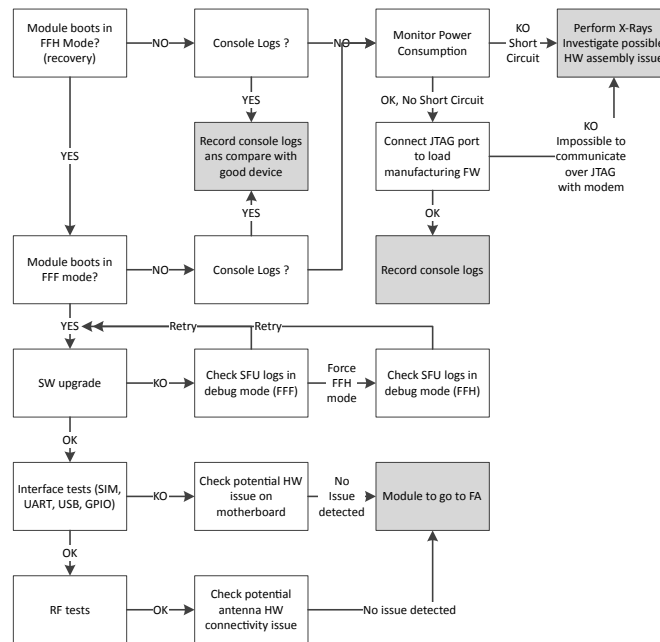 Module boots in
FFH Mode?
(recovery)
NO
Console Logs ?
NO
Monitor Power
Consumption
KO
Short
Circuit
Perform X-Rays
Investigate possible
HW assembly issue
YES
OK, No Short Circuit
Record console logs
ans compare with
good device
Connect JTAG port
to load
manufacturing FW
KO
Impossible to
communicate
over JTAG
with modem
YES
YES
OK
Module boots in
FFF mode?
NO
Console Logs ?
Record console logs
YES
Retry
Retry
SW upgrade
KO
Check SFU logs in
debug mode (FFF)
Force
FFH
mode
Check SFU logs in
debug mode (FFH)
OK
Interface tests (SIM,
UART, USB, GPIO)
KO
Check potential HW
issue on
motherboard
No
Issue
detected
Module to go to FA
OK
RF tests
OK
Check potential
antenna HW
connectivity issue
No issue detected